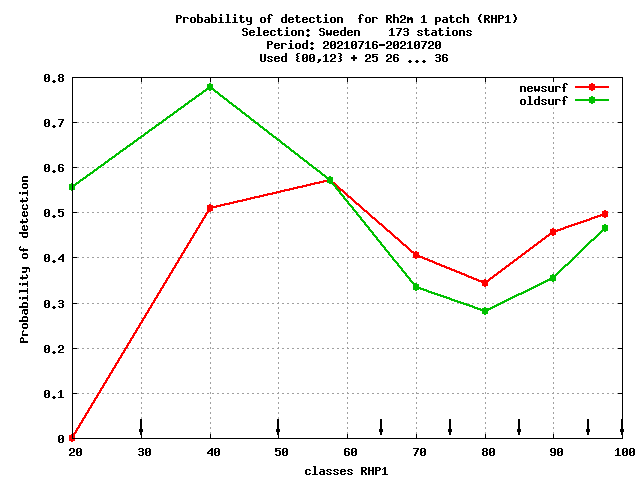 Probability of detection  for Rh2m 1 patch (RHP1)
Selection: Sweden    173 stations
Period: 20210716-20210720
Used {00,12} + 25 26 ... 36
newsurf
oldsurf
0.8
0.7
0.6
0.5
0.4
0.3
0.2
0.1
0
Probability of detection
20 30 40 50 60 70 80 90 100
classes RHP1